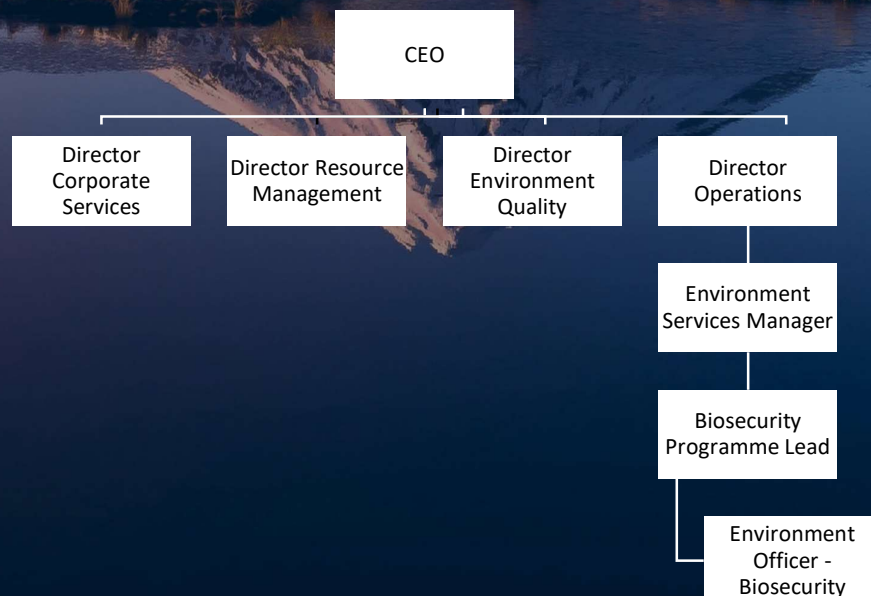 CEO
Director
Corporate
Services
Director Resource
Management
Director
Environment
Quality
Director
Operations
Environment
Services Manager
Biosecurity
Programme Lead
Environment
Officer -
Biosecurity